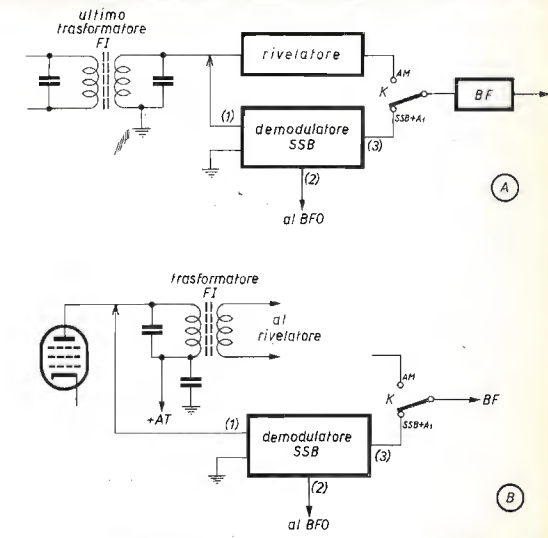 ultimo
trasformatore
FI
rivelatore
AM
K
BF
SSB+A1
(1)
demodulatore
SSB
(3)
(2)
al BFO
A
trasformatore
FI
al
rivelatore
AM
K
BF
+AT
SSB+A1
(1)
demodulatore
SSB
(3)
(2)
al BFO
B